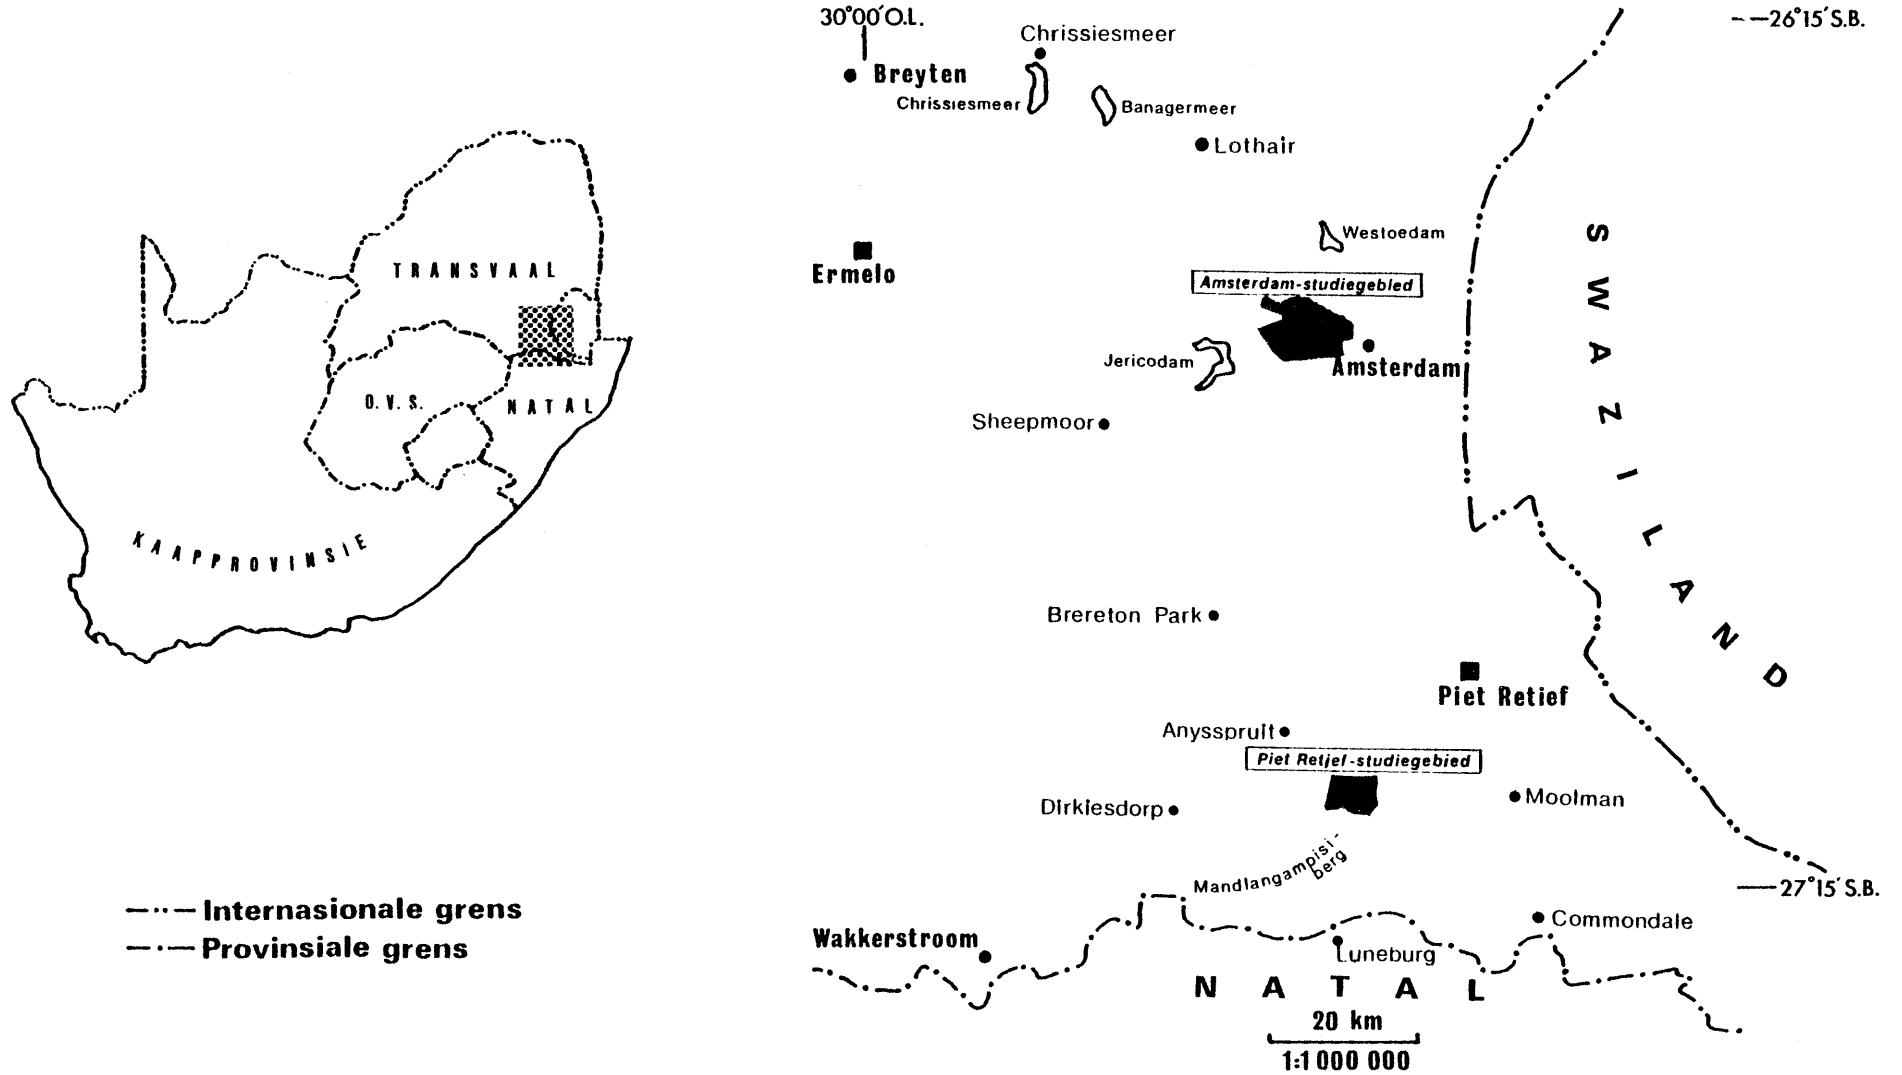 TRANSVAAL
O.V.S.
NATAL
KAAPPROVINSIE
Internasionale grens
Provinsiale grens
30°00′O.L.
26°15′S.B.
Chrissiesmeer
Breyten
Chrissiesmeer
Banagermeer
Lothair
Westoedam
Ermelo
Amsterdam-studiegebied
Jericodam
Amsterdam
Sheepmoor
SWAZILAND
Brereton Park
Piet Retief
Anysspruit
Piet Retief-studiegebied
Dirkiesdorp
Moolman
Mandlangampisi-
berg
27°15′S.B.
Commondale
Wakkerstroom
Luneburg
NATAL
20 km
1:1 000 000